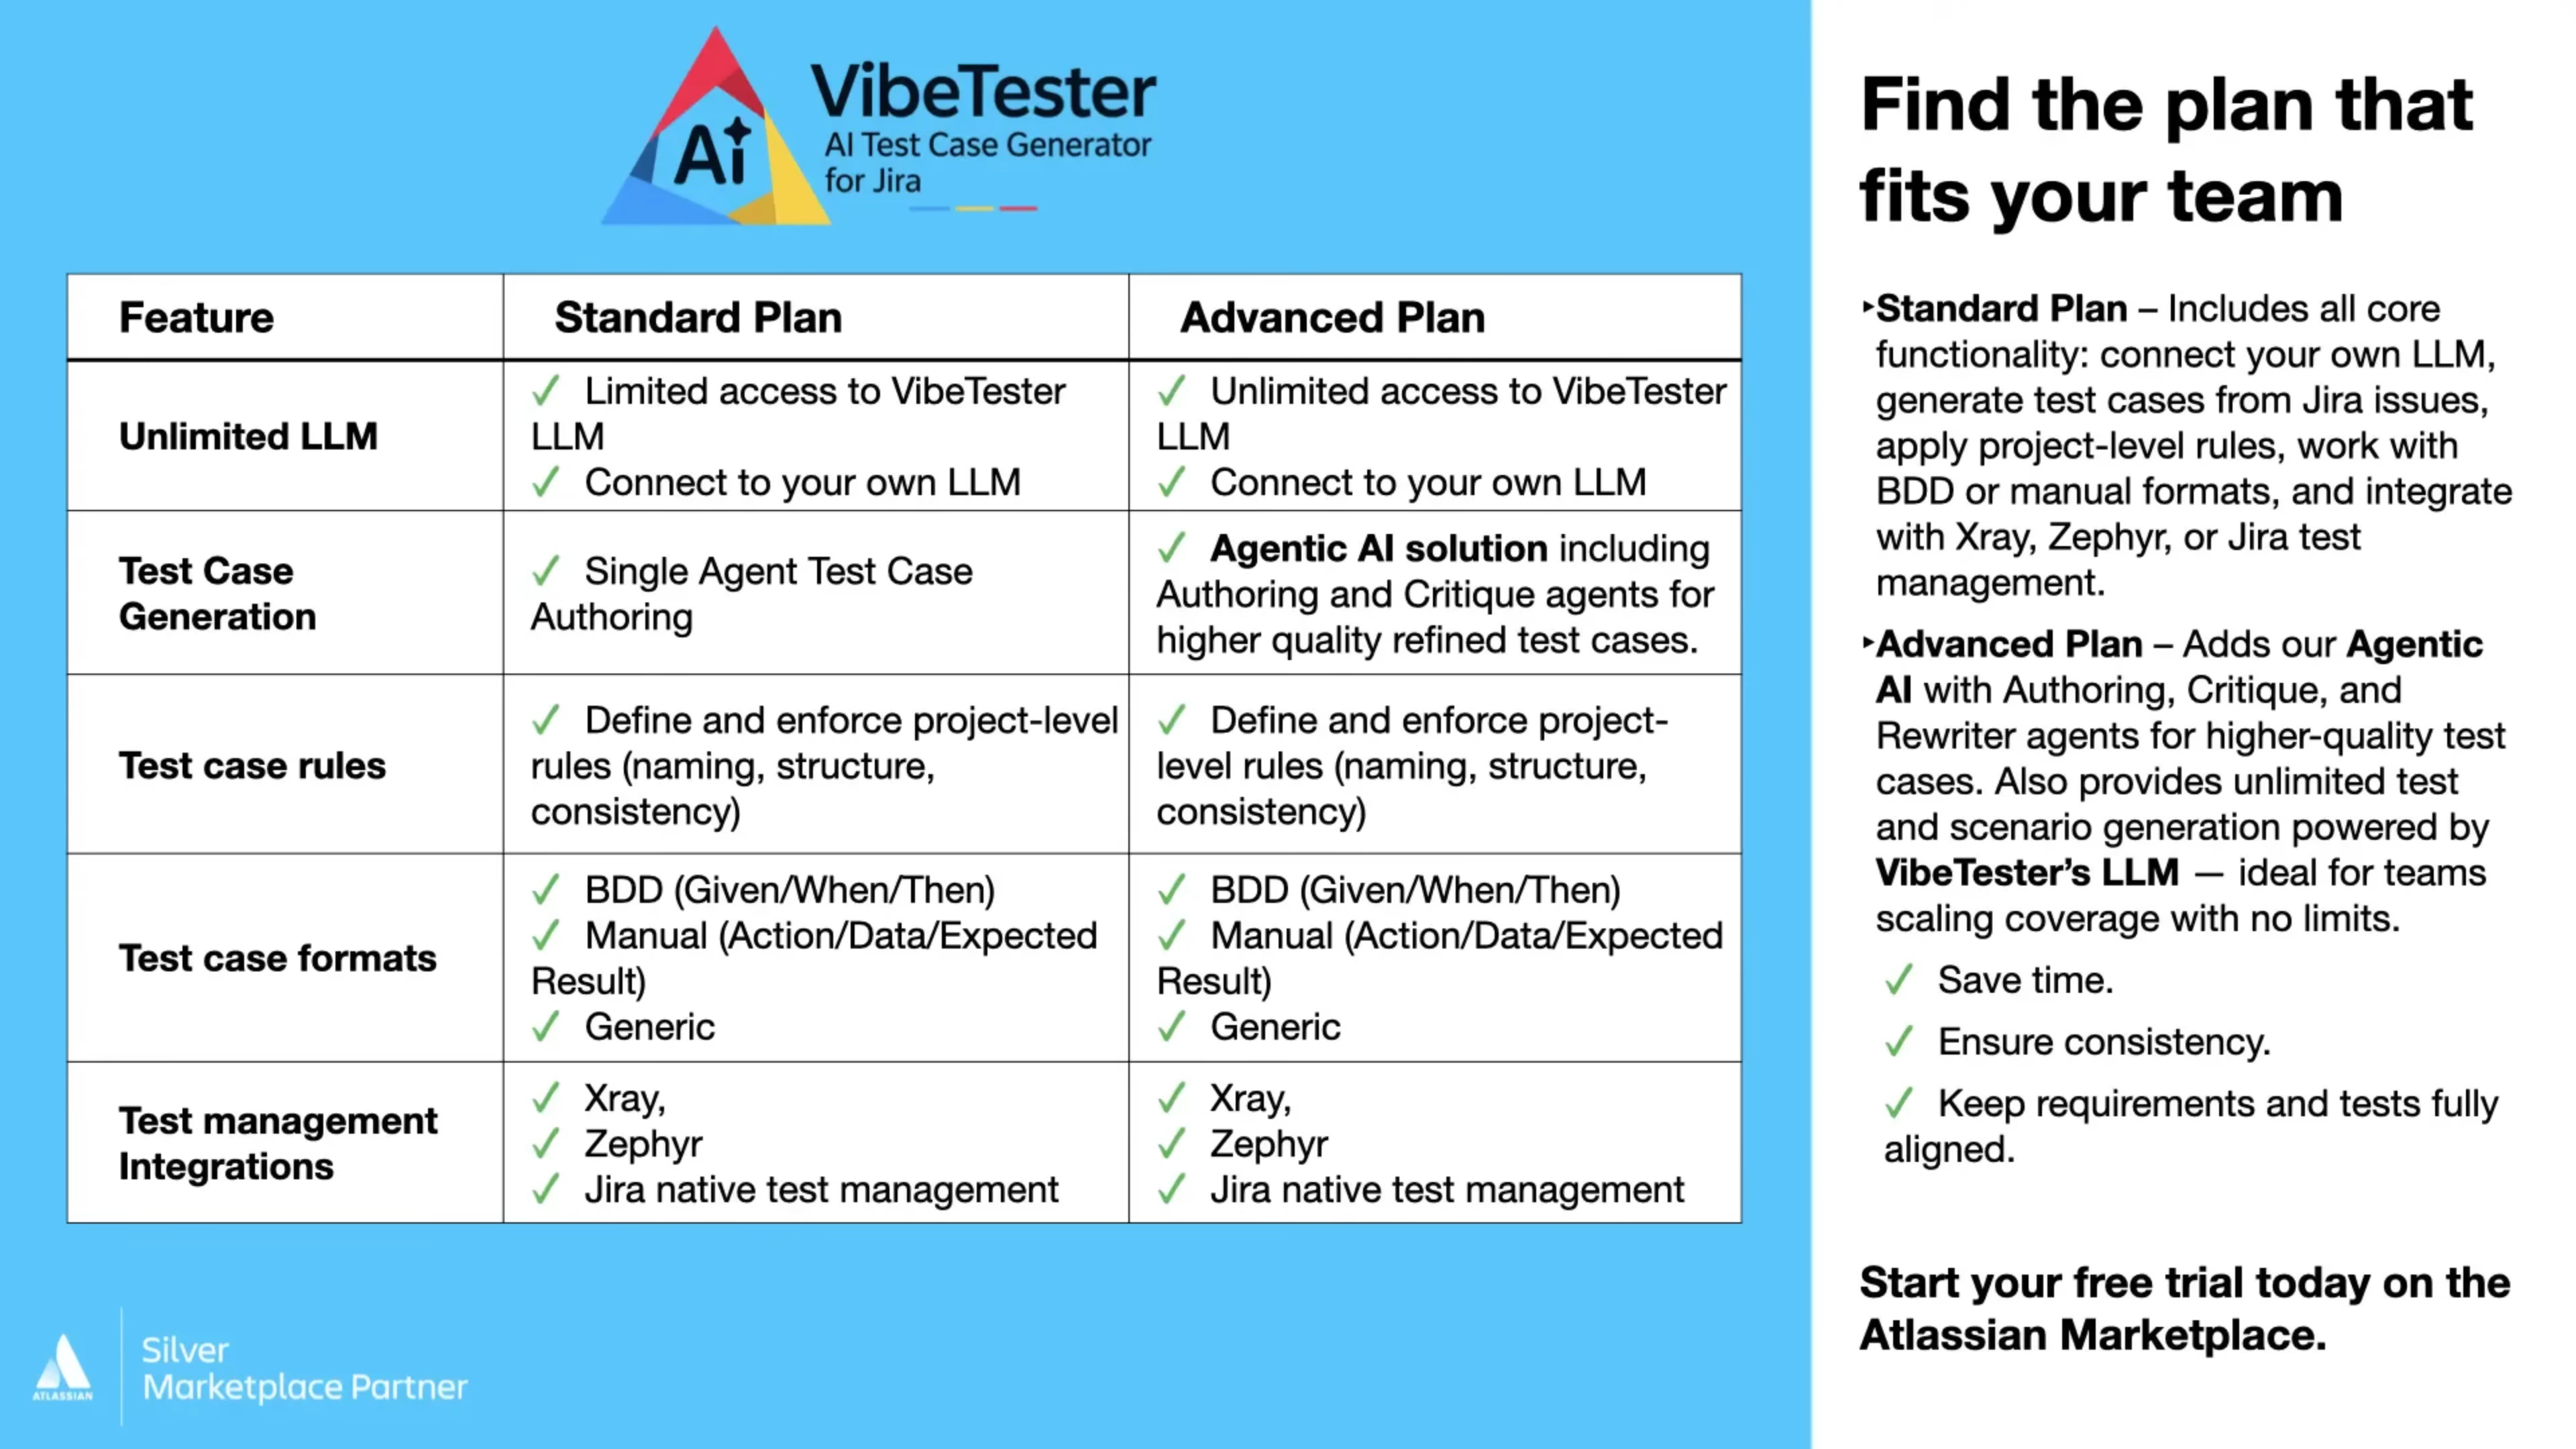 Ai
VibeTester
AI Test Case Generator
for Jira
Feature
Standard Plan
Advanced Plan
Unlimited LLM
✓ Limited access to VibeTester
LLM
✓ Connect to your own LLM
✓ Unlimited access to VibeTester
LLM
✓ Connect to your own LLM
Test Case
Generation
✓ Single Agent Test Case
Authoring
✓ Agentic AI solution including
Authoring and Critique agents for
higher quality refined test cases.
Test case rules
✓ Define and enforce project-level
rules (naming, structure,
consistency)
✓ Define and enforce project-
level rules (naming, structure,
consistency)
Test case formats
✓ BDD (Given/When/Then)
✓ Manual (Action/Data/Expected
Result)
✓ Generic
✓ BDD (Given/When/Then)
✓ Manual (Action/Data/Expected
Result)
✓ Generic
Test management
Integrations
✓ Xray,
✓ Zephyr
✓ Jira native test management
✓ Xray,
✓ Zephyr
✓ Jira native test management
ATLASSIAN
Silver
Marketplace Partner
Find the plan that
fits your team
‣Standard Plan – Includes all core
functionality: connect your own LLM,
generate test cases from Jira issues,
apply project-level rules, work with
BDD or manual formats, and integrate
with Xray, Zephyr, or Jira test
management.
‣Advanced Plan – Adds our Agentic
AI with Authoring, Critique, and
Rewriter agents for higher-quality test
cases. Also provides unlimited test
and scenario generation powered by
VibeTester’s LLM — ideal for teams
scaling coverage with no limits.
✓ Save time.
✓ Ensure consistency.
✓ Keep requirements and tests fully
aligned.
Start your free trial today on the
Atlassian Marketplace.